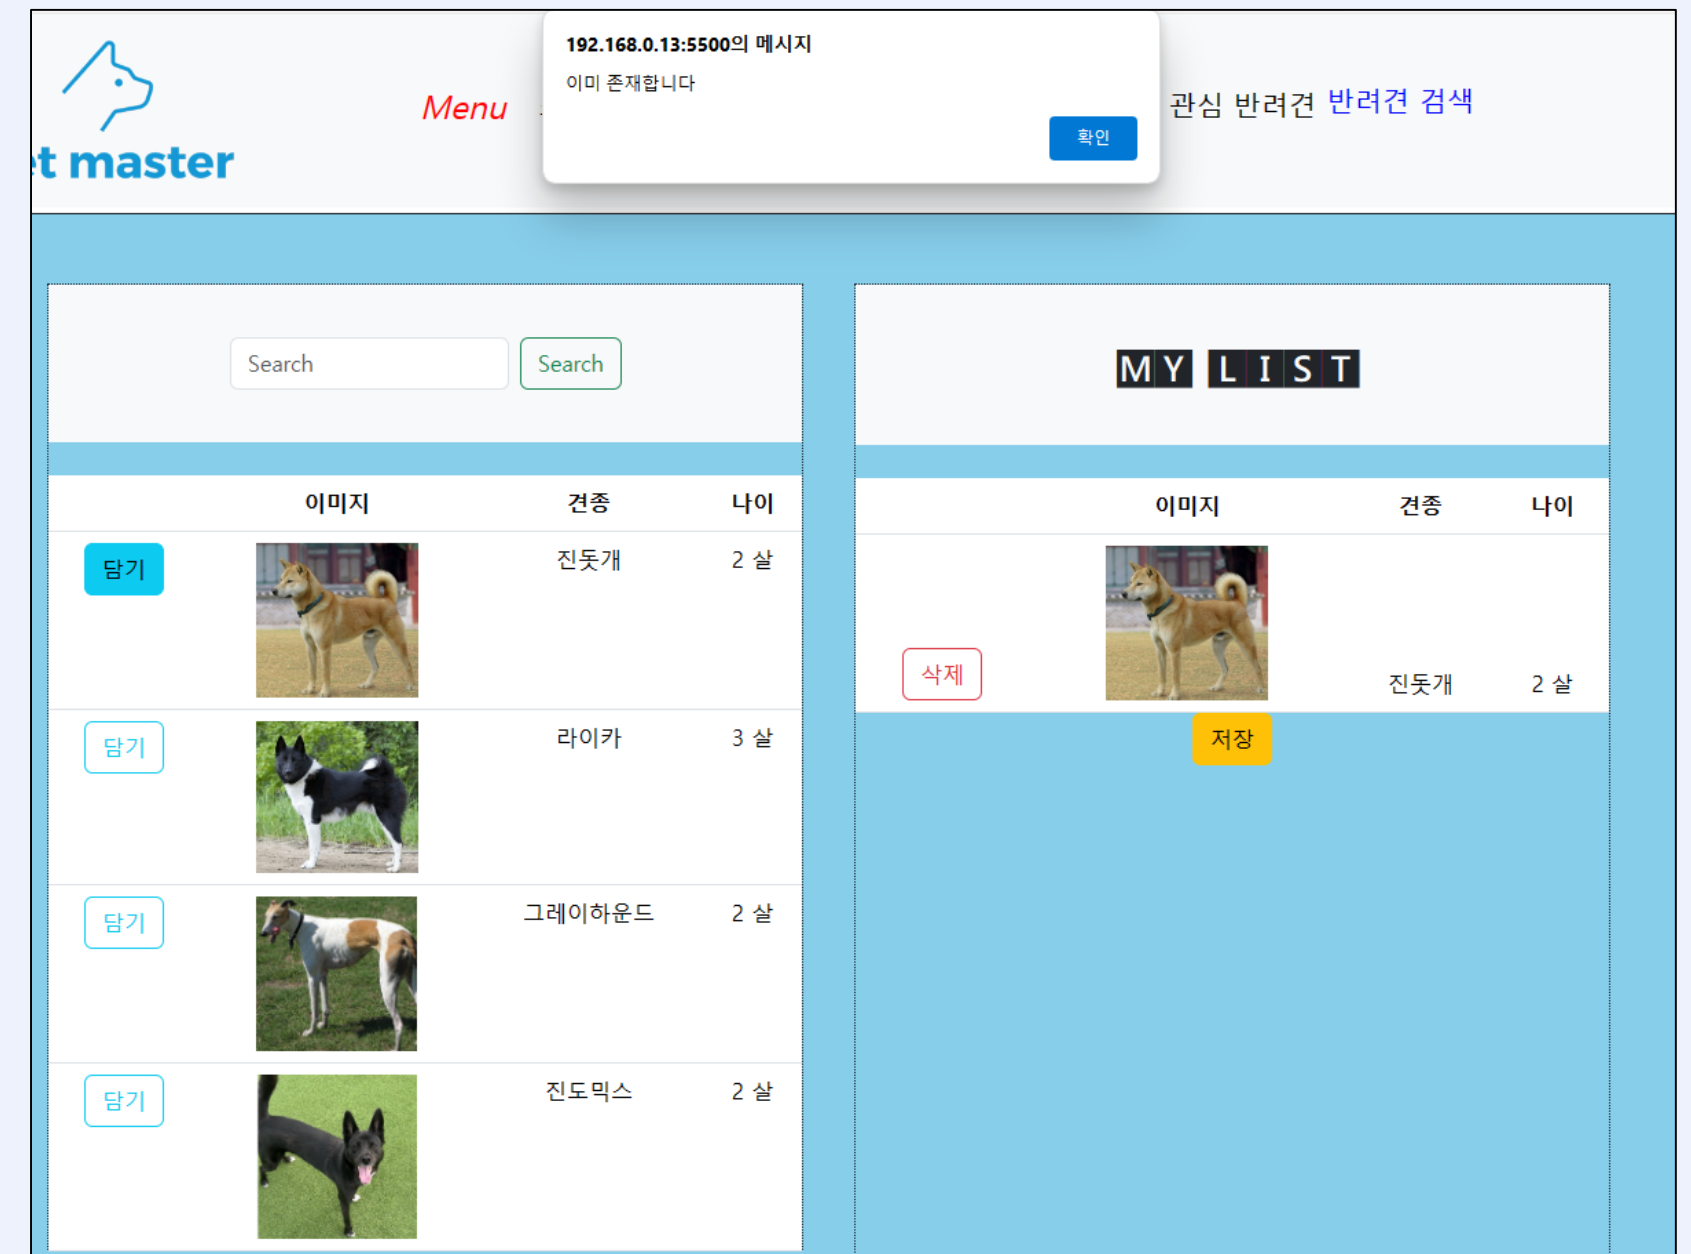 192.168.0.13:5500의 메시지
이미 존재합니다
확인
t master
Menu
관심 반려견 반려견 검색
Search Search
이미지 견종 나이
담기 진돗개 2 살
담기 라이카 3 살
담기 그레이하운드 2 살
담기 진도믹스 2 살
MY LIST
이미지 견종 나이
삭제 진돗개 2 살
저장